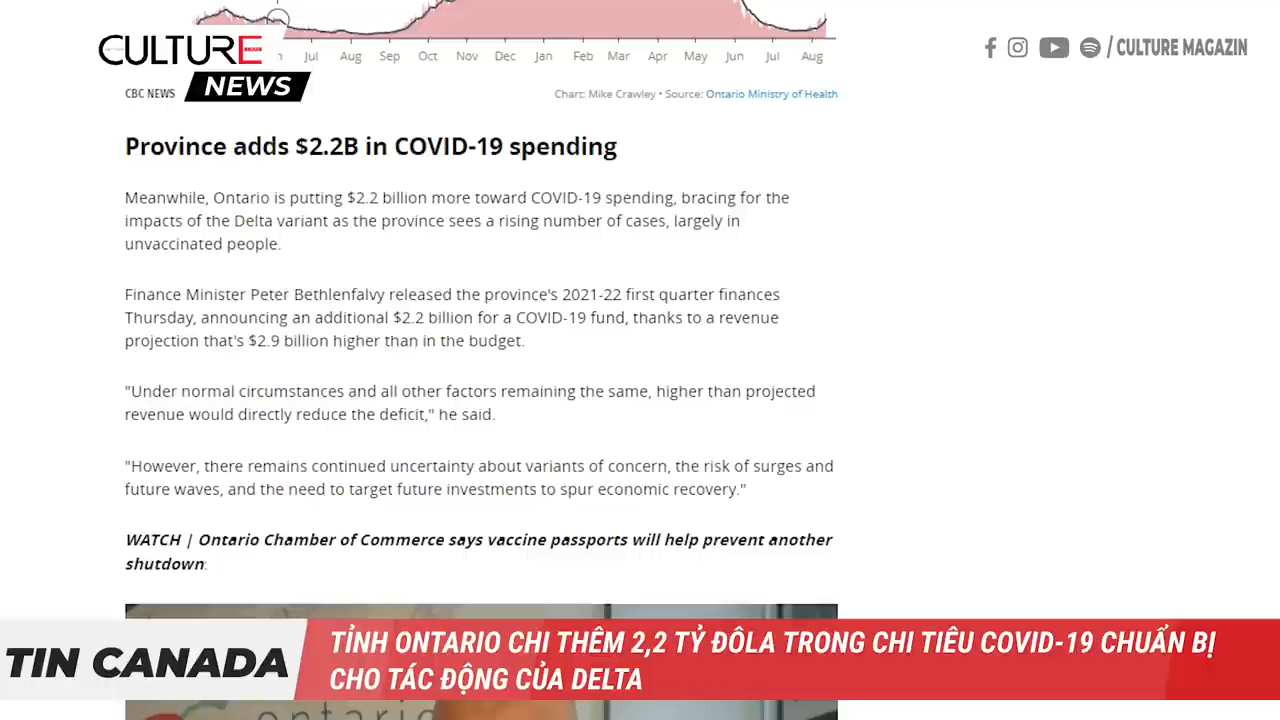 CULTURE
NEWS
/ CULTURE MAGAZIN
Jul Aug Sep Oct Nov Dec Jan Feb Mar Apr May Jun Jul Aug
CBC NEWS
Chart: Mike Crawley • Source: Ontario Ministry of Health
Province adds $2.2B in COVID-19 spending
Meanwhile, Ontario is putting $2.2 billion more toward COVID-19 spending, bracing for the
impacts of the Delta variant as the province sees a rising number of cases, largely in
unvaccinated people.
Finance Minister Peter Bethlenfalvy released the province's 2021-22 first quarter finances
Thursday, announcing an additional $2.2 billion for a COVID-19 fund, thanks to a revenue
projection that's $2.9 billion higher than in the budget.
"Under normal circumstances and all other factors remaining the same, higher than projected
revenue would directly reduce the deficit," he said.
"However, there remains continued uncertainty about variants of concern, the risk of surges and
future waves, and the need to target future investments to spur economic recovery."
WATCH | Ontario Chamber of Commerce says vaccine passports will help prevent another
shutdown:
TIN CANADA
TỈNH ONTARIO CHI THÊM 2,2 TỶ ĐÔLA TRONG CHI TIÊU COVID-19 CHUẨN BỊ
CHO TÁC ĐỘNG CỦA DELTA
ontario